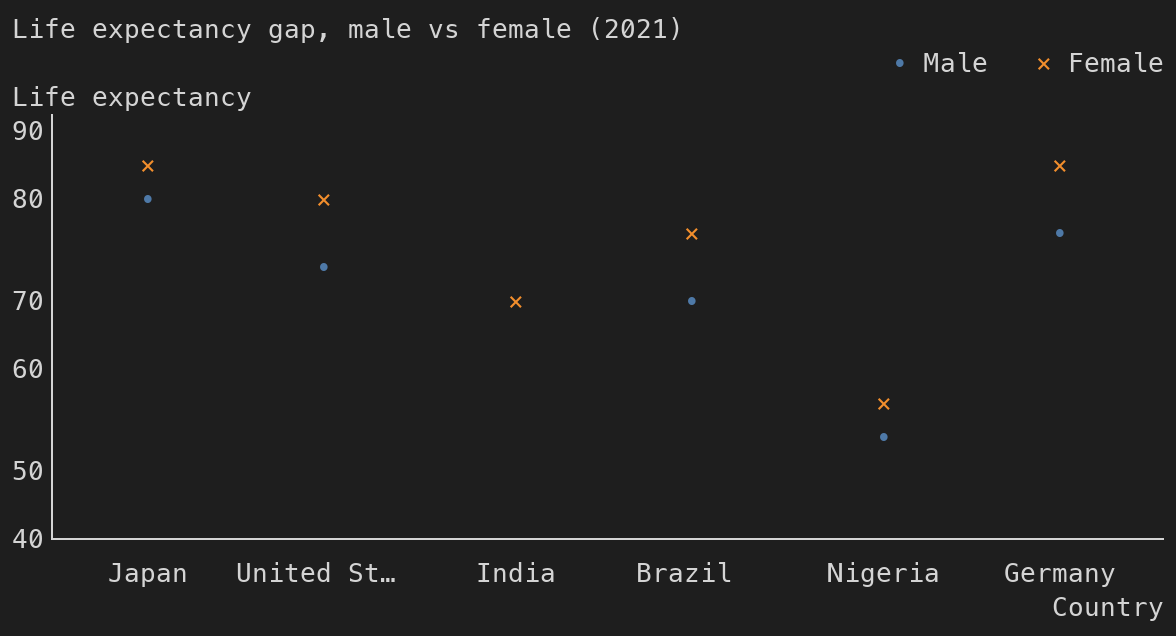 Life expectancy gap, male vs female (2021)
• Male × Female
Life expectancy
90
80
70
60
50
40
Japan United St… India Brazil Nigeria Germany
Country